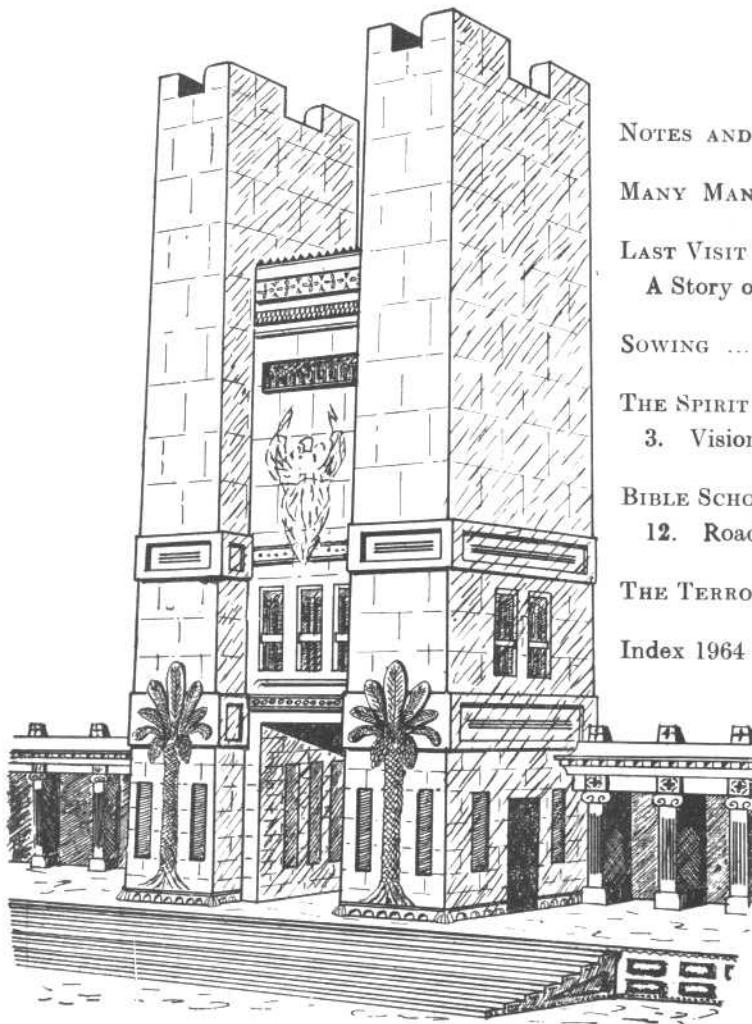 NOTES AND
MANY MAN
LAST VISIT
A Story o
SOWING ...
THE SPIRIT
3. Vision
BIBLE SCHO
12. Road
THE TERRO
Index 1964